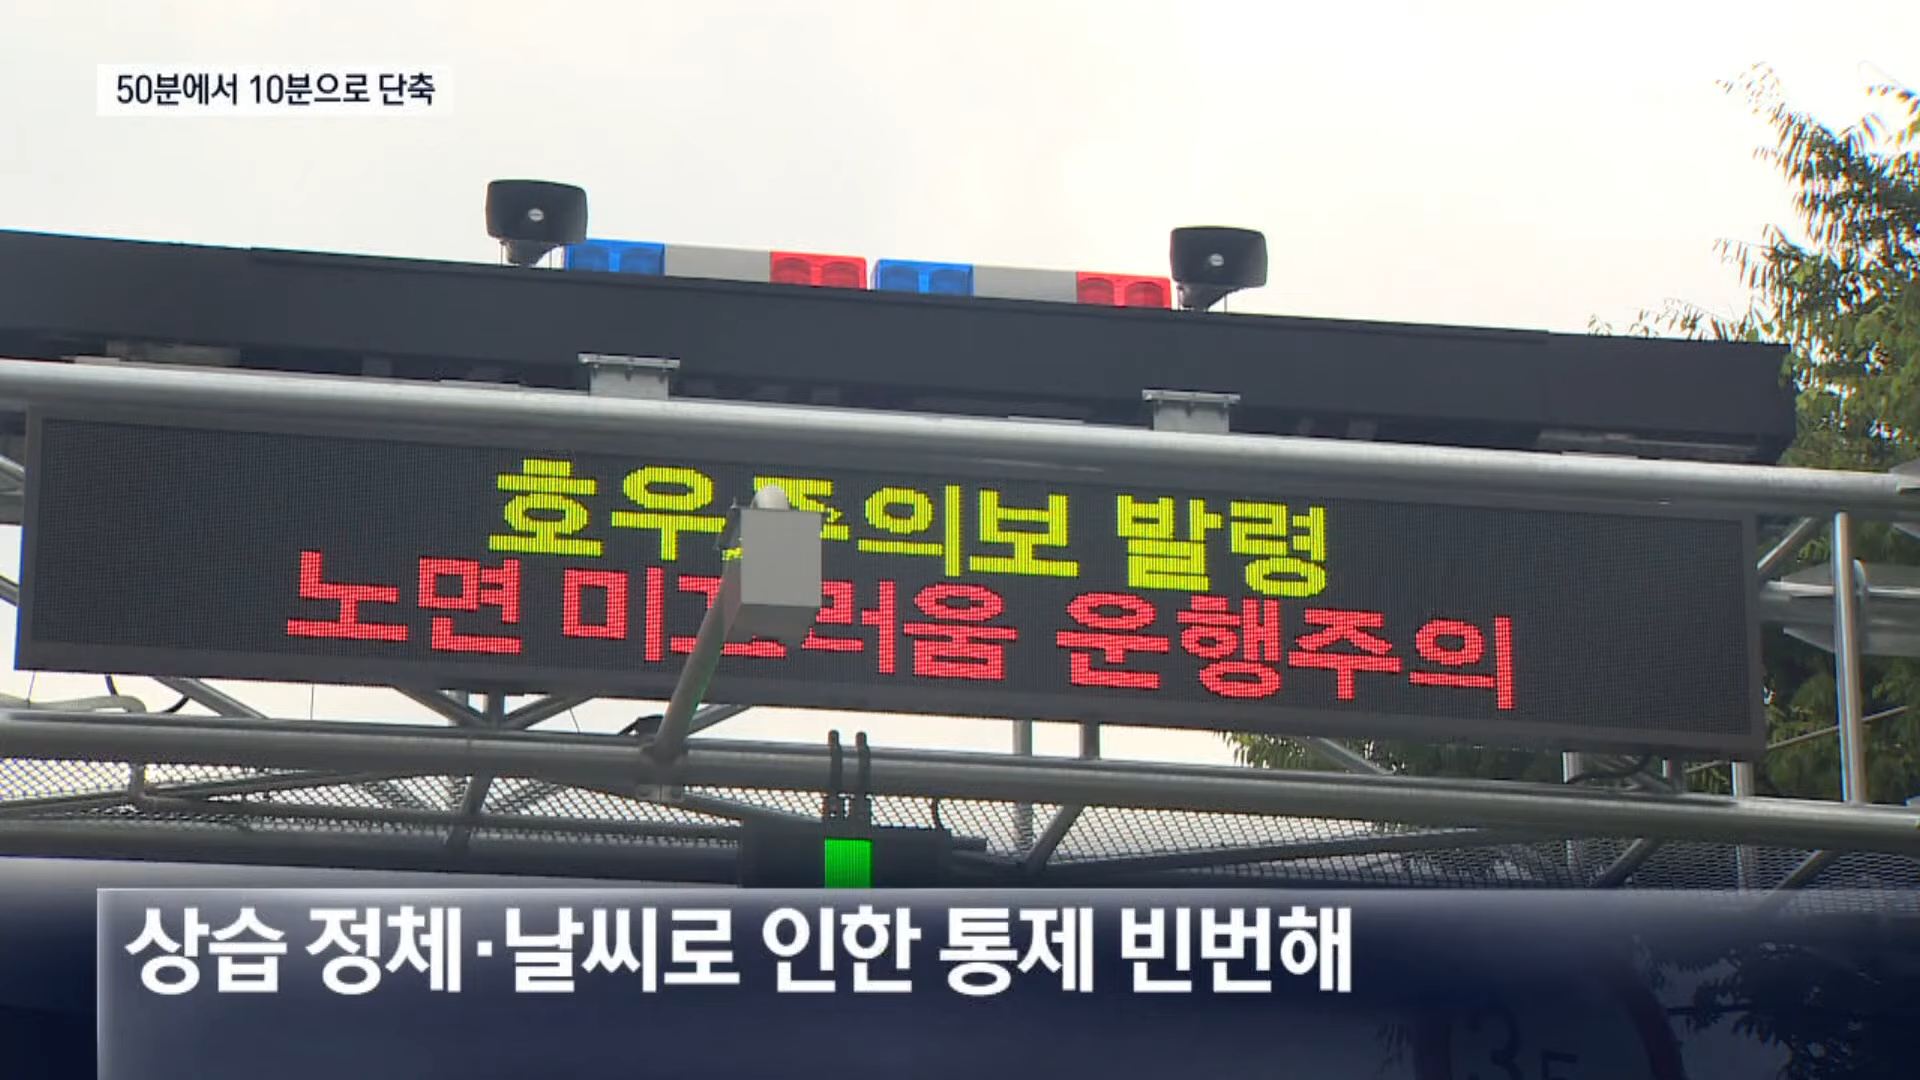 50분에서 10분으로 단축
호우주의보 발령
노면 미끄러움 운행주의
상습 정체·날씨로 인한 통제 빈번해